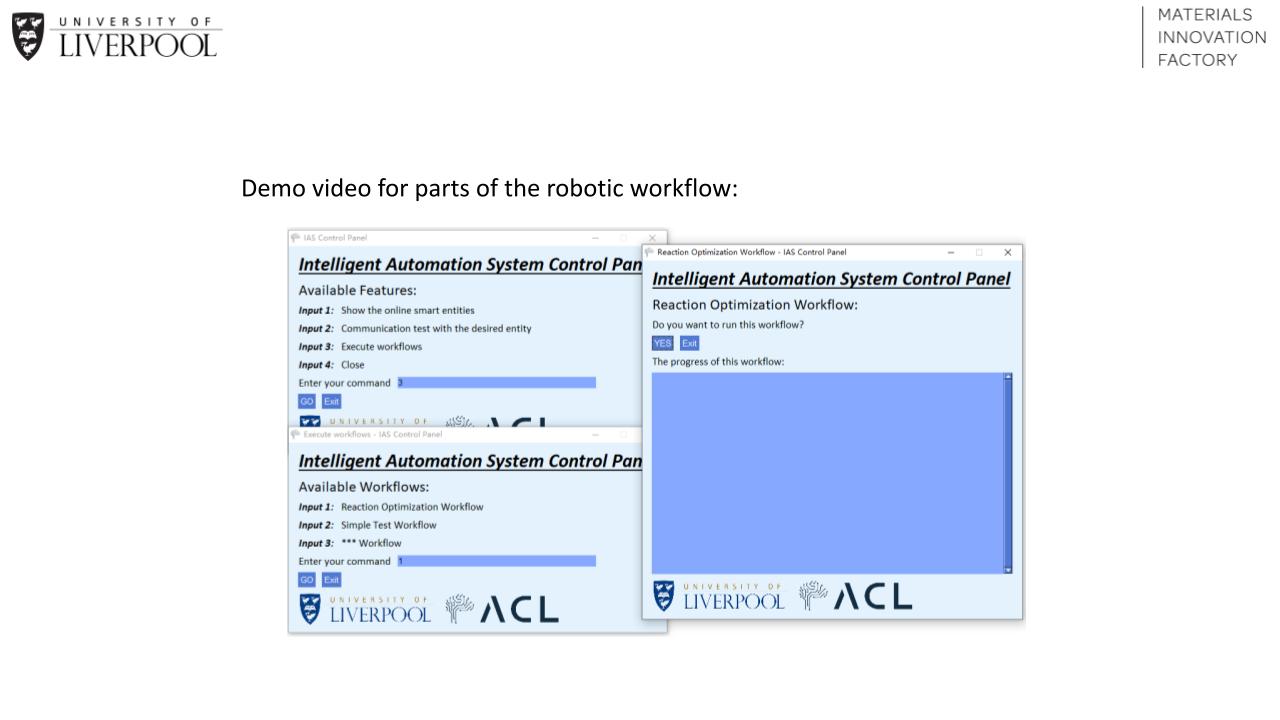 UNIVERSITY OF
LIVERPOOL
MATERIALS
INNOVATION
FACTORY
Demo video for parts of the robotic workflow:
IAS Control Panel
Intelligent Automation System Control Pan
Available Features:
Input 1: Show the online smart entities
Input 2: Communication test with the desired entity
Input 3: Execute workflows
Input 4: Close
Enter your command 3
GO Exit
UNIVERSITY OF
ACL
Execute workflows - IAS Control Panel
Intelligent Automation System Control Pan
Available Workflows:
Input 1: Reaction Optimization Workflow
Input 2: Simple Test Workflow
Input 3: *** Workflow
Enter your command 1
GO Exit
UNIVERSITY OF
LIVERPOOL
ACL
Reaction Optimization Workflow - IAS Control Panel
Intelligent Automation System Control Panel
Reaction Optimization Workflow:
Do you want to run this workflow?
YES Exit
The progress of this workflow:
UNIVERSITY OF
LIVERPOOL
ACL